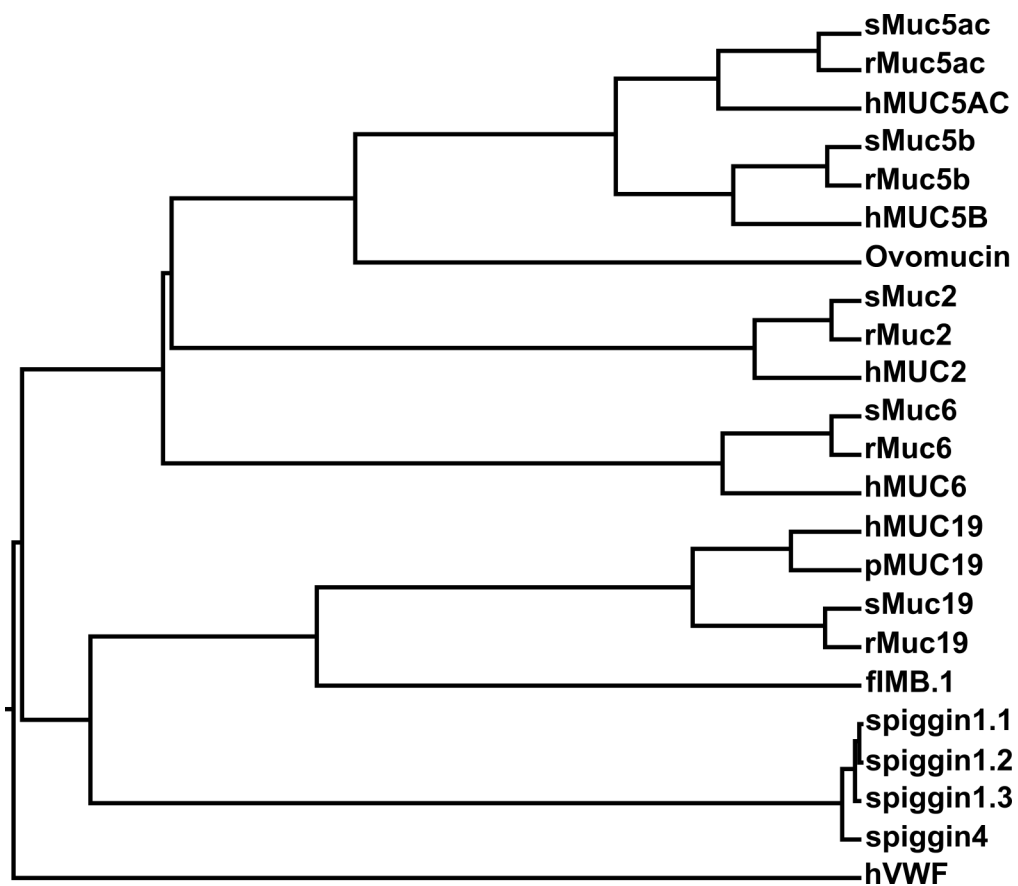 sMuc5ac
rMuc5ac
hMUC5AC
sMuc5b
rMuc5b
hMUC5B
Ovomucin
sMuc2
rMuc2
hMUC2
sMuc6
rMuc6
hMUC6
hMUC19
pMUC19
sMuc19
rMuc19
fIMB.1
spiggin1.1
spiggin1.2
spiggin1.3
spiggin4
hVWF